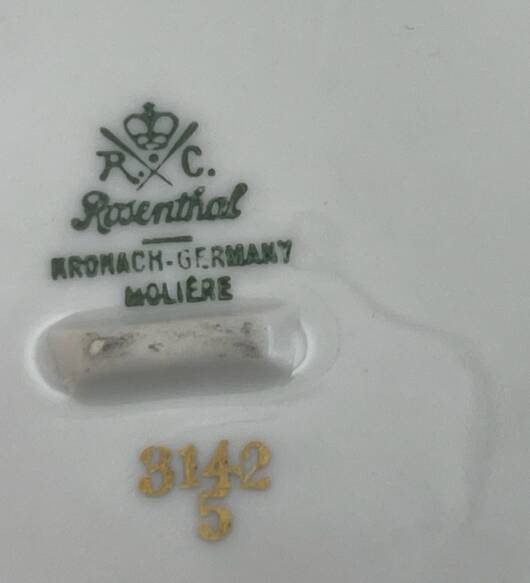 R. C.
Rosenthal
KRONACH-GERMANY
MOLIÈRE
3142
5